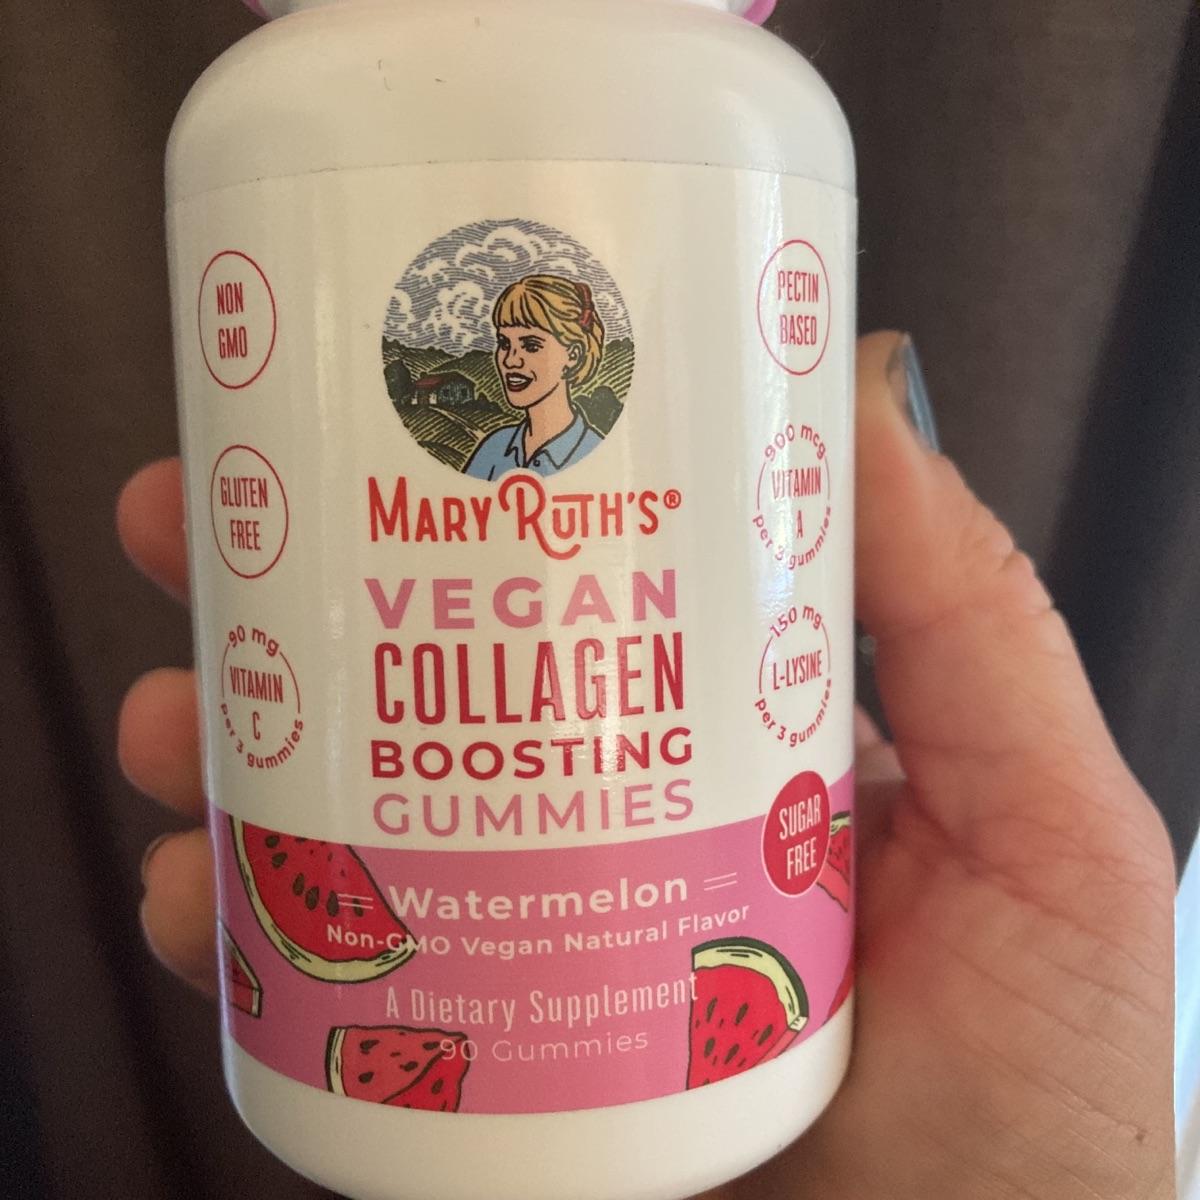 NON
GMO
GLUTEN
FREE
90 mg
VITAMIN
C
per 3 gummies
MARY RUTH'S®
VEGAN
COLLAGEN
BOOSTING
GUMMIES
PECTIN
BASED
900 mcg
VITAMIN
A
per 3 gummies
150 mg
L-LYSINE
per 3 gummies
SUGAR
FREE
Watermelon
Non-GMO Vegan Natural Flavor
A Dietary Supplement
90 Gummies